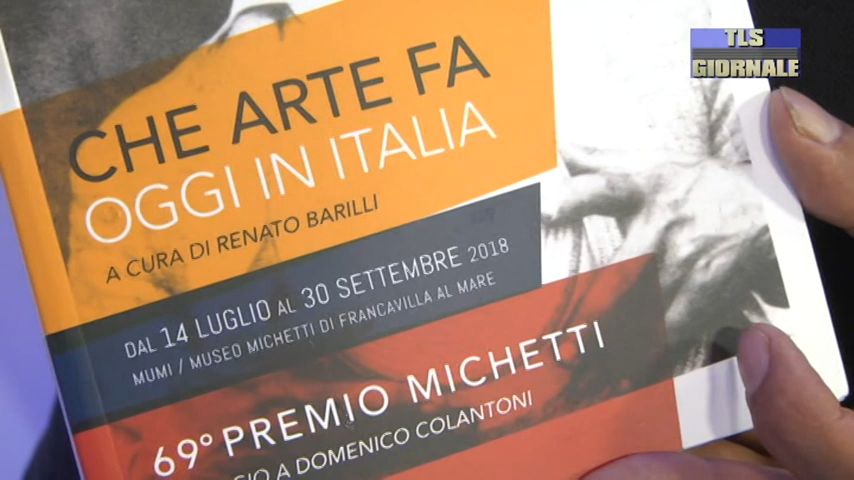 TLS
GIORNALE
CHE ARTE FA
OGGI IN ITALIA
A CURA DI RENATO BARILLI
DAL 14 LUGLIO AL 30 SETTEMBRE 2018
MUMI / MUSEO MICHETTI DI FRANCAVILLA AL MARE
69° PREMIO MICHETTI
A DOMENICO COLANTONI